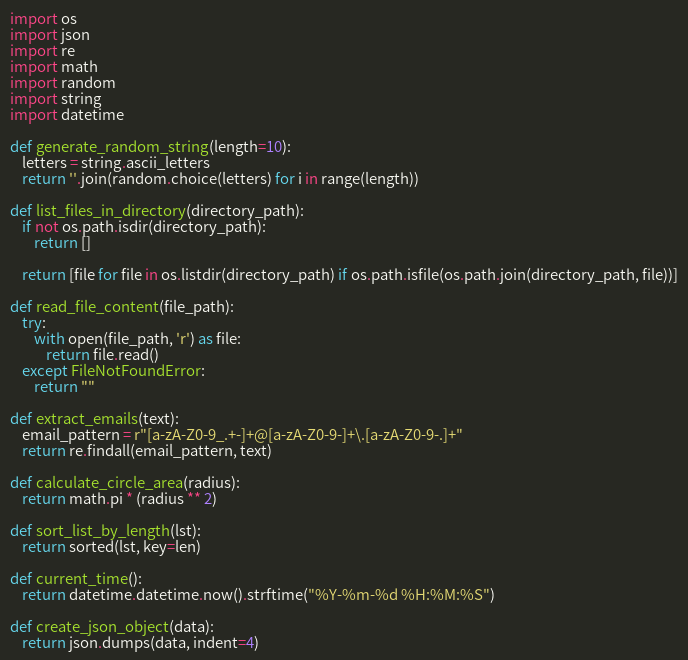 import os
import json
import re
import math
import random
import string
import datetime

def generate_random_string(length=10):
    letters = string.ascii_letters
    return ''.join(random.choice(letters) for i in range(length))

def list_files_in_directory(directory_path):
    if not os.path.isdir(directory_path):
        return []

    return [file for file in os.listdir(directory_path) if os.path.isfile(os.path.join(directory_path, file))]

def read_file_content(file_path):
    try:
        with open(file_path, 'r') as file:
            return file.read()
    except FileNotFoundError:
        return ""

def extract_emails(text):
    email_pattern = r"[a-zA-Z0-9_.+-]+@[a-zA-Z0-9-]+\.[a-zA-Z0-9-.]+"
    return re.findall(email_pattern, text)

def calculate_circle_area(radius):
    return math.pi * (radius ** 2)

def sort_list_by_length(lst):
    return sorted(lst, key=len)

def current_time():
    return datetime.datetime.now().strftime("%Y-%m-%d %H:%M:%S")

def create_json_object(data):
    return json.dumps(data, indent=4)